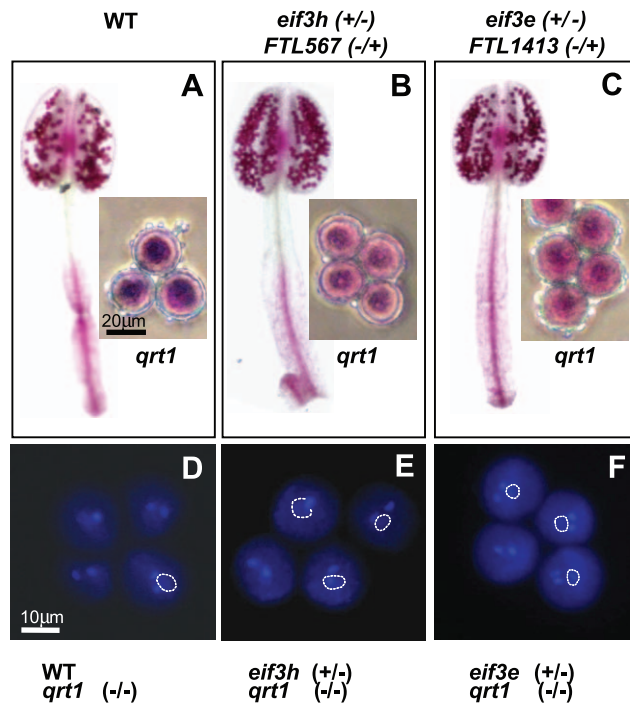 WT
eif3h (+/-)
FTL567 (-/+)
eif3e (+/-)
FTL1413 (-/+)
A
B
C
20µm
qrt1
qrt1
qrt1
D
E
F
10µm
WT
qrt1 (-/-)
eif3h (+/-)
qrt1 (-/-)
eif3e (+/-)
qrt1 (-/-)